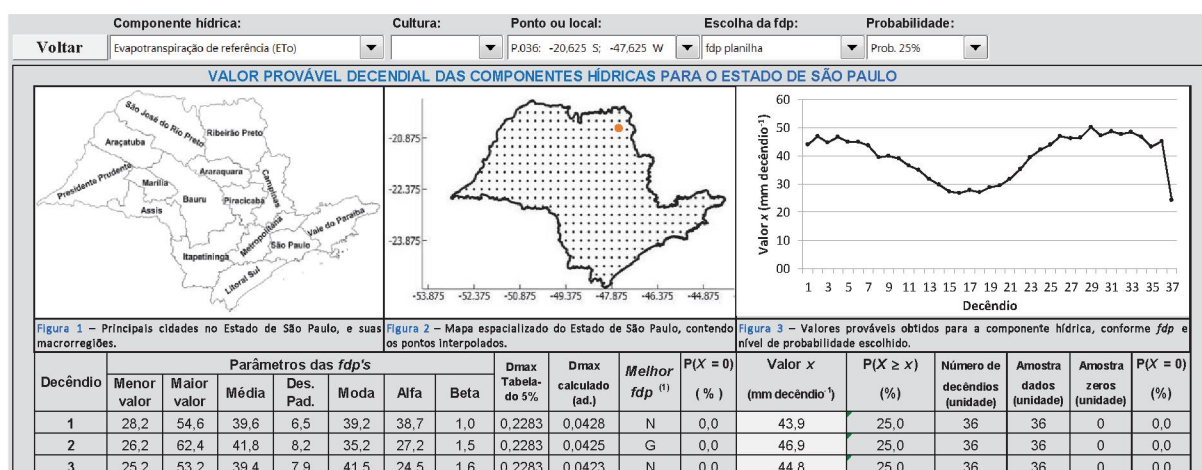 Componente hídrica: Cultura: Ponto ou local: Escolha da fdp: Probabilidade:
Voltar Evapotranspiração de referência (ETo) P.036: -20,625 S; -47,625 W fdp planilha Prob. 25%
VALOR PROVÁVEL DECENDIAL DAS COMPONENTES HÍDRICAS PARA O ESTADO DE SÃO PAULO
São José do Rio Preto
Ribeirão Preto
Araçatuba
Presidente Prudente
Araraquara
Campinas
Marília
Bauru
Piracicaba
Assis
Metropolitana
Vale do Paraíba
São Paulo
Itapetininga
Litoral Sul
-20.875
-22.375
-23.875
-53.875 -52.375 -50.875 -49.375 -47.875 -46.375 -44.875
Valor x (mm decêndio-1)
60
50
40
30
20
10
00
1 3 5 7 9 11 13 15 17 19 21 23 25 27 29 31 33 35 37
Decêndio
Figura 1 – Principais cidades no Estado de São Paulo, e suas
macrorregiões.
Figura 2 – Mapa espacializado do Estado de São Paulo, contendo
os pontos interpolados.
Figura 3 – Valores prováveis obtidos para a componente hídrica, conforme fdp e
nível de probabilidade escolhido.
Decêndio
Parâmetros das fdp's
Menor valor
Maior valor
Média
Des. Pad.
Moda
Alfa
Beta
Dmax Tabela-
do 5%
Dmax calculado (ad.)
Melhor fdp (1)
P(X = 0) (%)
Valor x (mm decêndio-1)
P(X ≥ x) (%)
Número de decêndios (unidade)
Amostra dados (unidade)
Amostra zeros (unidade)
P(X = 0) (%)
1 28,2 54,6 39,6 6,5 39,2 38,7 1,0 0,2283 0,0428 N 0,0 43,9 25,0 36 36 0 0,0
2 26,2 62,4 41,8 8,2 35,2 27,2 1,5 0,2283 0,0425 G 0,0 46,9 25,0 36 36 0 0,0
3 25,2 53,2 39,4 7,9 41,5 24,5 1,6 0,2283 0,0423 N 0,0 44,8 25,0 36 36 0 0,0